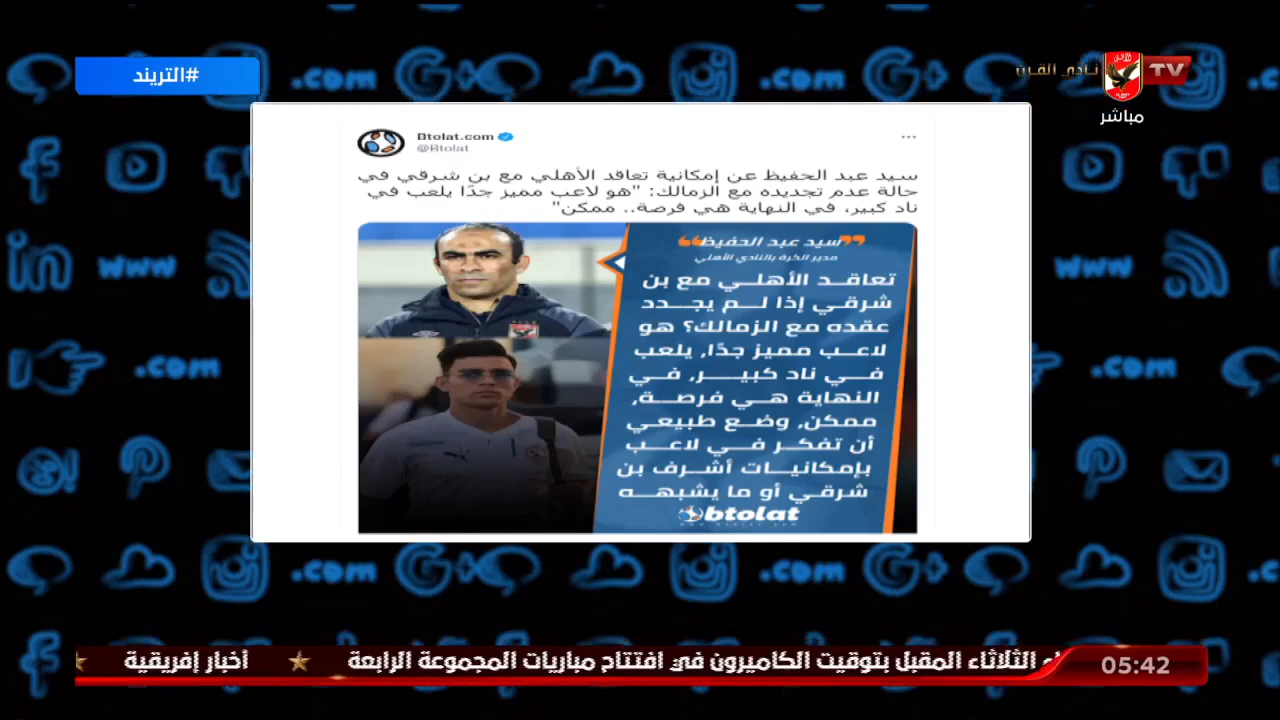 #التريند
نادي القرن
TV
مباشر
Btolat.com
@Btolat
سيد عبد الحفيظ عن إمكانية تعاقد الأهلي مع بن شرقي في
حالة عدم تجديده مع الزمالك: "هو لاعب مميز جدًا يلعب في
ناد كبير، في النهاية هي فرصة.. ممكن"
سيد عبد الحفيظ
مدير الكرة بالنادي الأهلي
تعاقد الأهلي مع بن
شرقي إذا لم يجدد
عقده مع الزمالك؟ هو
لاعب مميز جدًا، يلعب
في ناد كبير، في
النهاية هي فرصة،
ممكن، وضع طبيعي
أن تفكر في لاعب
بإمكانيات أشرف بن
شرقي أو ما يشبهه
btolat
.com
www
.com
الثلاثاء المقبل بتوقيت الكاميرون في افتتاح مباريات المجموعة الرابعة
أخبار إفريقية
05:42